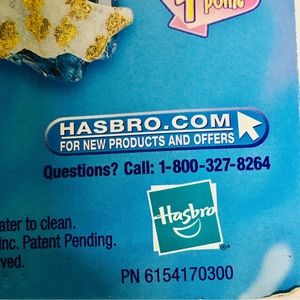 HASBRO.COM
FOR NEW PRODUCTS AND OFFERS
Questions? Call: 1-800-327-8264
Hasbro
ater to clean.
Inc. Patent Pending.
rved.
PN 6154170300